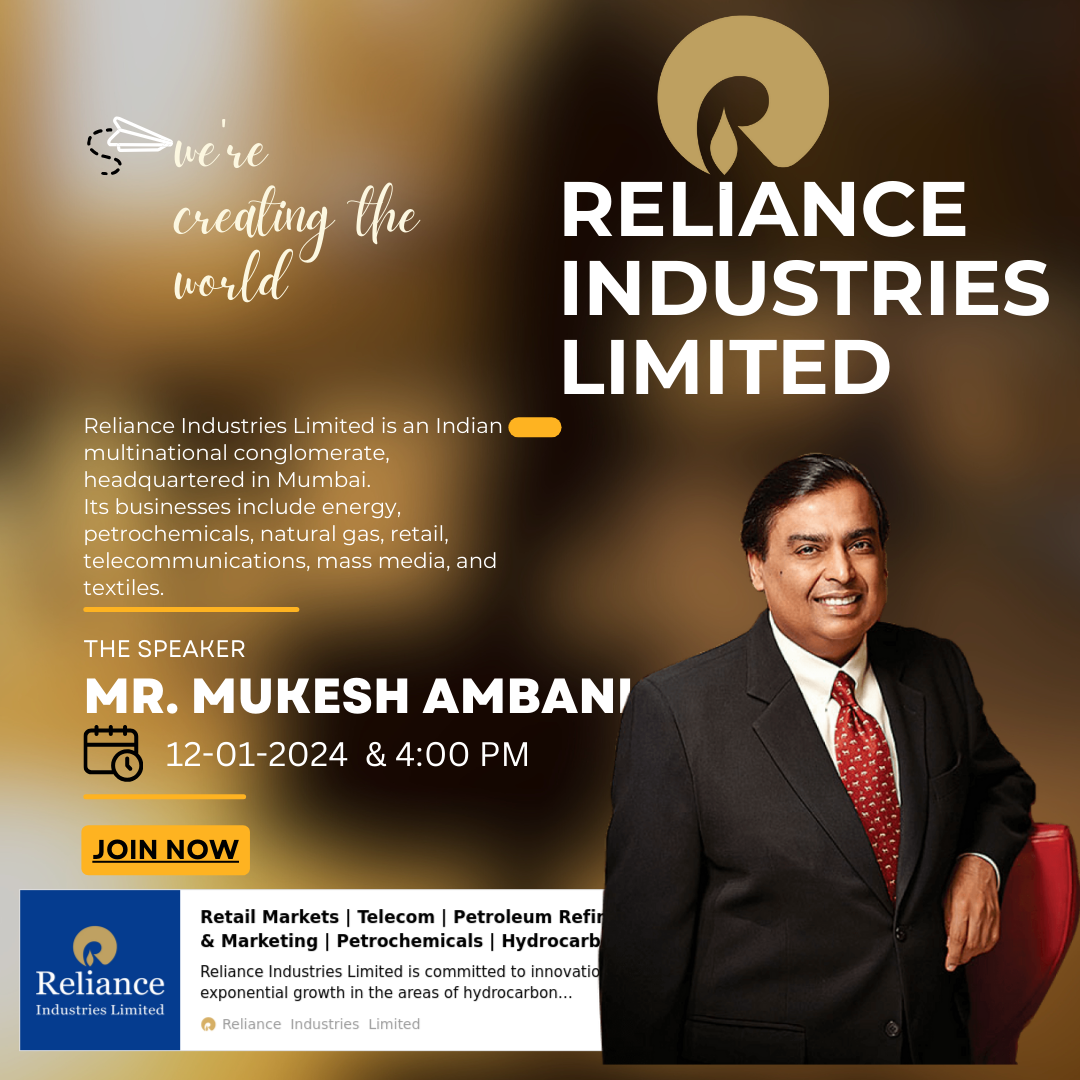 we're
creating the
world
RELIANCE
INDUSTRIES
LIMITED
Reliance Industries Limited is an Indian
multinational conglomerate,
headquartered in Mumbai.
Its businesses include energy,
petrochemicals, natural gas, retail,
telecommunications, mass media, and
textiles.
THE SPEAKER
MR. MUKESH AMBANI
12-01-2024 & 4:00 PM
JOIN NOW
Reliance
Industries Limited
Retail Markets | Telecom | Petroleum
& Marketing | Petrochemicals |
Reliance Industries Limited is committed to
exponential growth in the areas of hydrocarbon...
Reliance Industries Limited